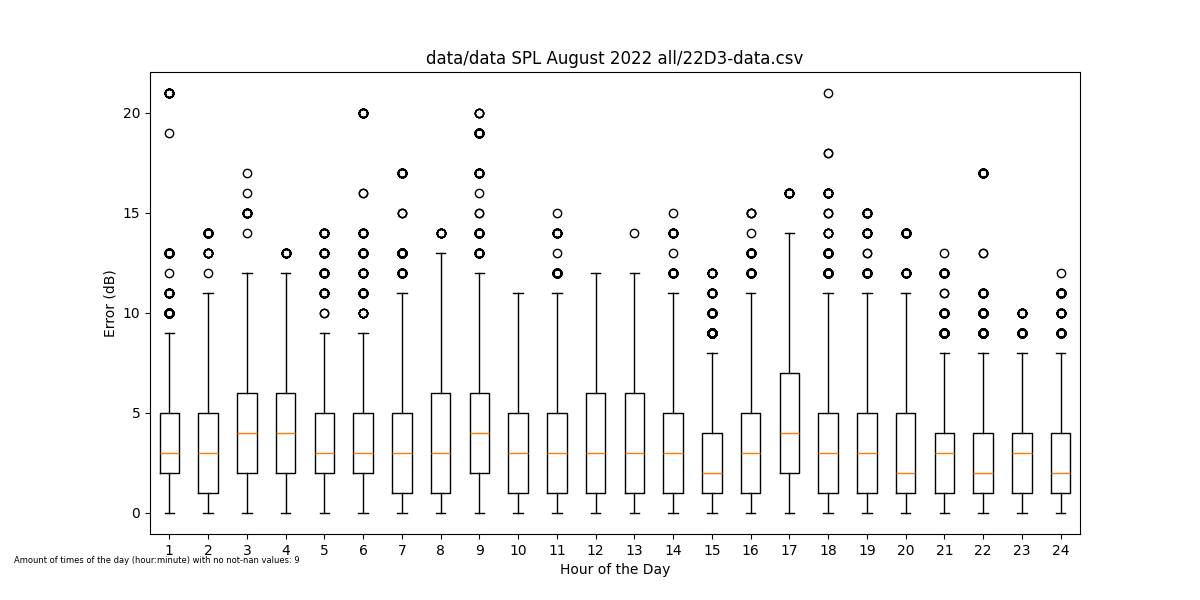 data/data SPL August 2022 all/22D3-data.csv
Error (dB)
20
15
10
5
0
1 2 3 4 5 6 7 8 9 10 11 12 13 14 15 16 17 18 19 20 21 22 23 24
Amount of times of the day (hour:minute) with no not-nan values: 9
Hour of the Day